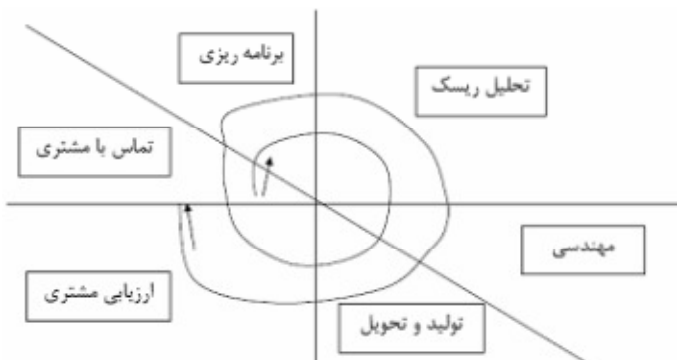 برنامه ریزی
تحلیل ریسک
تماس با مشتری
مهندسی
ارزیابی مشتری
تولید و تحویل